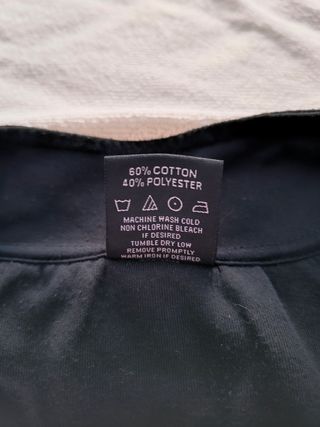 60% COTTON
40% POLYESTER
MACHINE WASH COLD
NON CHLORINE BLEACH
IF DESIRED
TUMBLE DRY LOW
REMOVE PROMPTLY
WARM IRON IF DESIRED